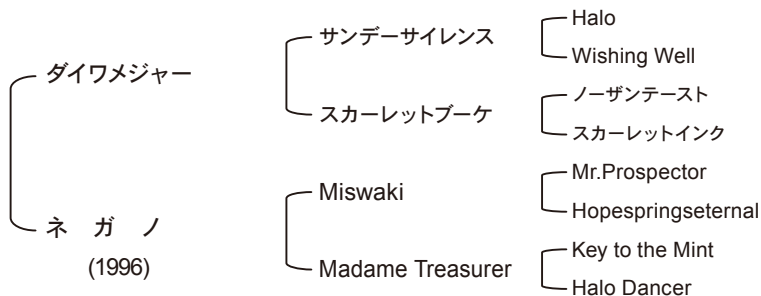 ダイワメジャー
ネガノ
(1996)
サンデーサイレンス
スカーレットブーケ
Miswaki
Madame Treasurer
Halo
Wishing Well
ノーザンテースト
スカーレットインク
Mr.Prospector
Hopespringseternal
Key to the Mint
Halo Dancer